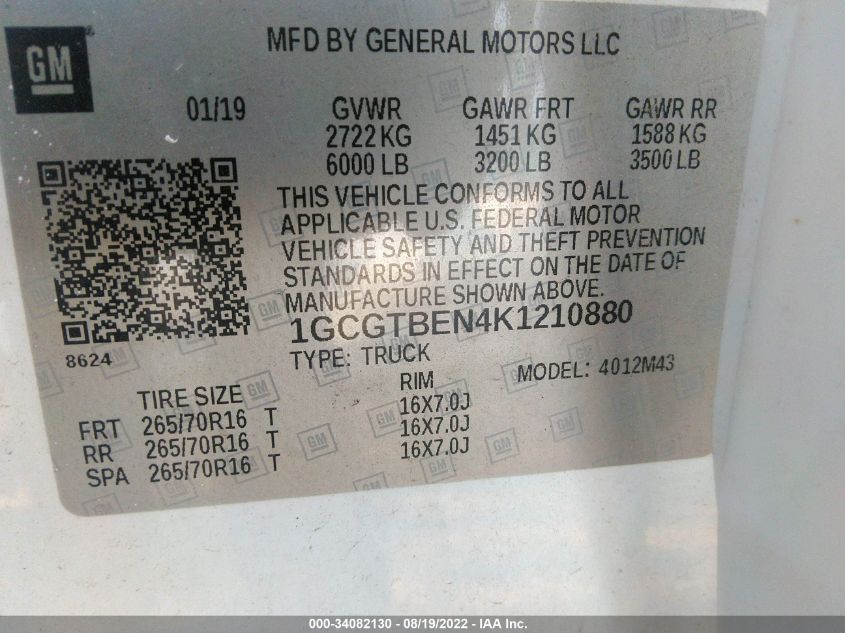 GM
MFD BY GENERAL MOTORS LLC
01/19 GVWR GAWR FRT GAWR RR
2722 KG 1451 KG 1588 KG
6000 LB 3200 LB 3500 LB
THIS VEHICLE CONFORMS TO ALL
APPLICABLE U.S. FEDERAL MOTOR
VEHICLE SAFETY AND THEFT PREVENTION
STANDARDS IN EFFECT ON THE DATE OF
MANUFACTURE SHOWN ABOVE.
1GCGTBEN4K1210880
8624
TYPE: TRUCK MODEL: 4012M43
TIRE SIZE RIM
FRT 265/70R16 T 16X7.0J
RR 265/70R16 T 16X7.0J
SPA 265/70R16 T 16X7.0J
000-34082130 - 08/19/2022 - IAA Inc.